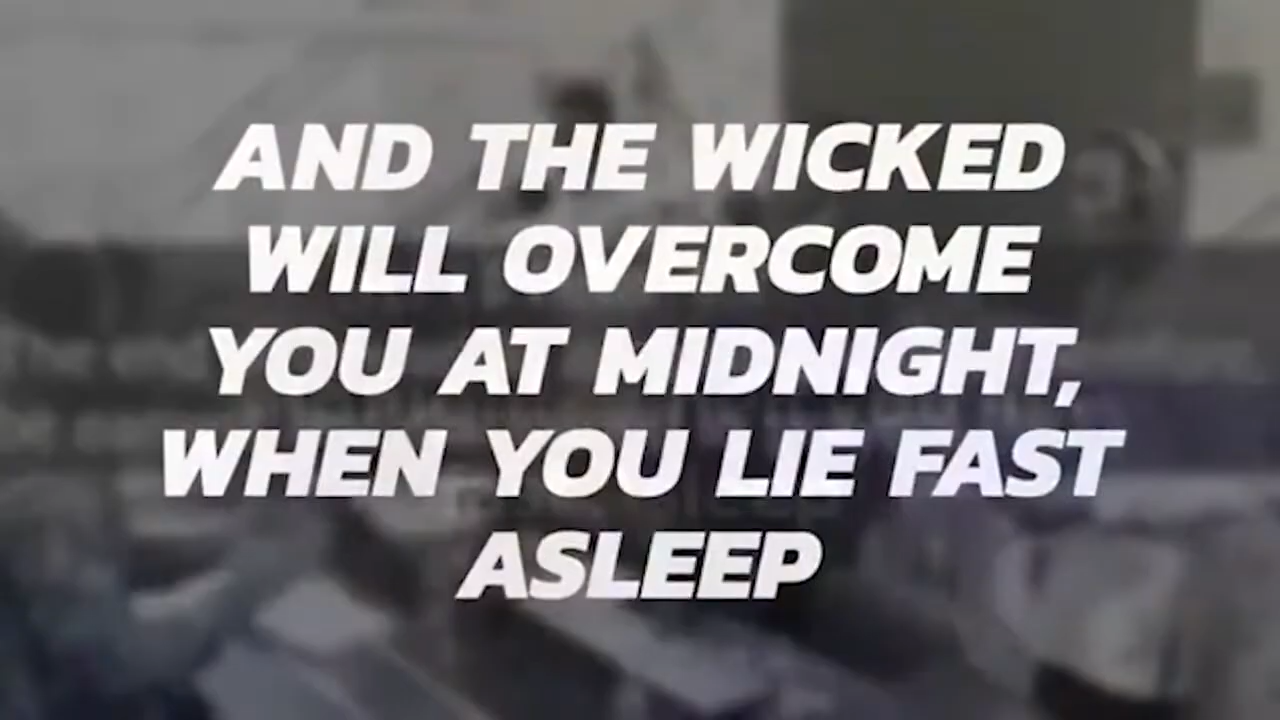 AND THE WICKED
WILL OVERCOME
YOU AT MIDNIGHT,
WHEN YOU LIE FAST
ASLEEP